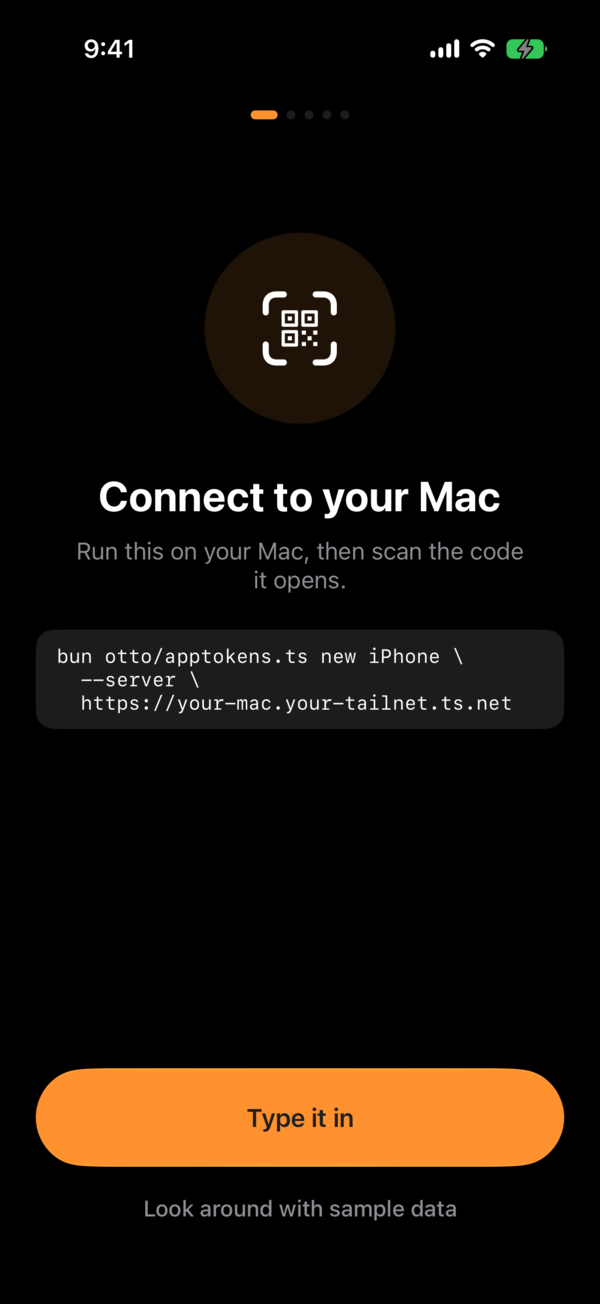 9:41
Connect to your Mac
Run this on your Mac, then scan the code
it opens.
bun otto/apptokens.ts new iPhone \
--server \
https://your-mac.your-tailnet.ts.net
Type it in
Look around with sample data